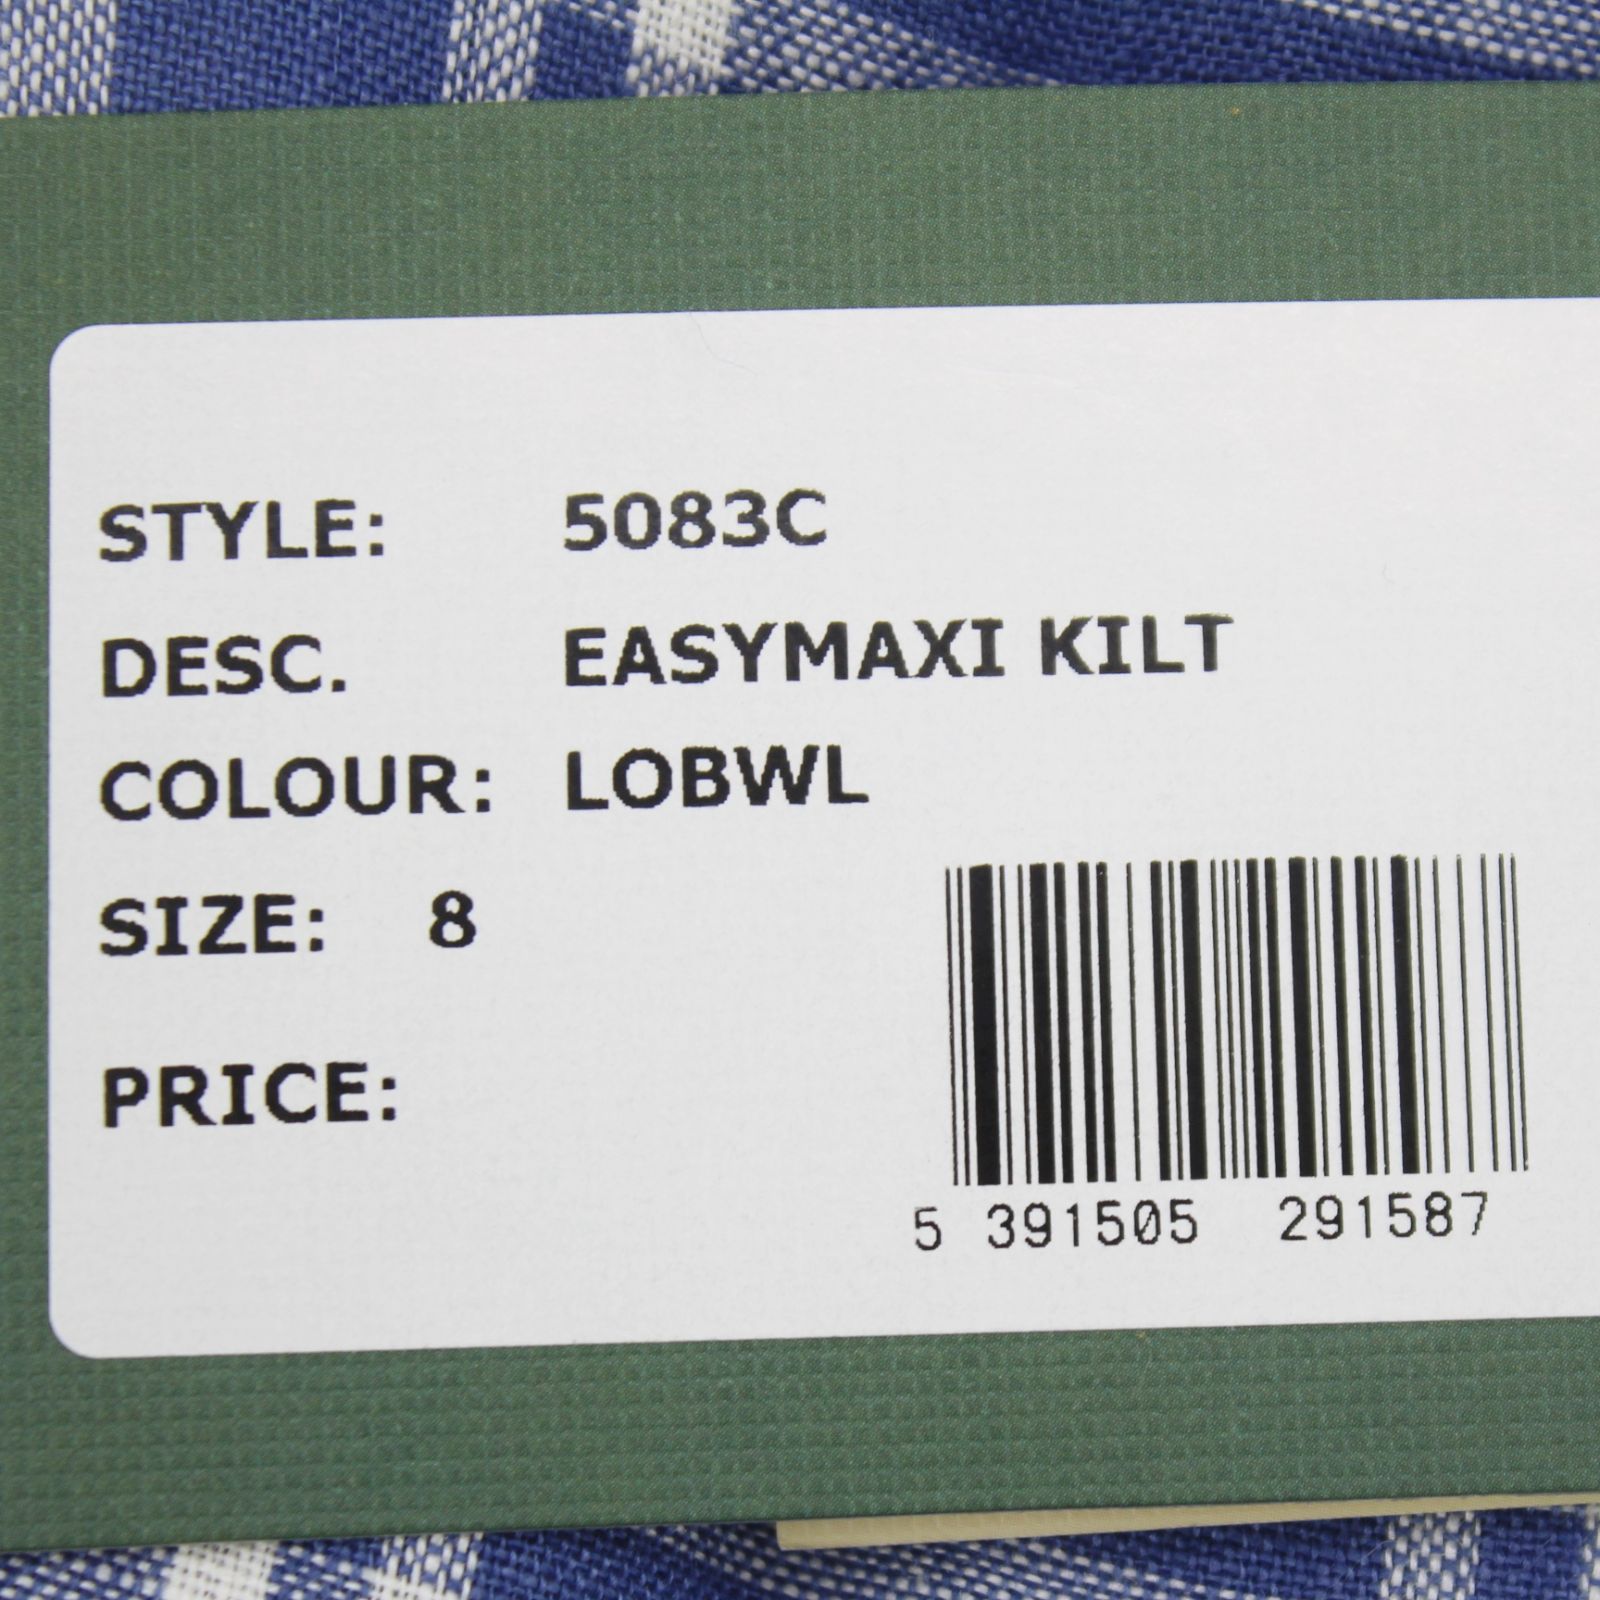 STYLE: 5083C
DESC. EASYMAXI KILT
COLOUR: LOBWL
SIZE: 8
PRICE:
5 391505 291587